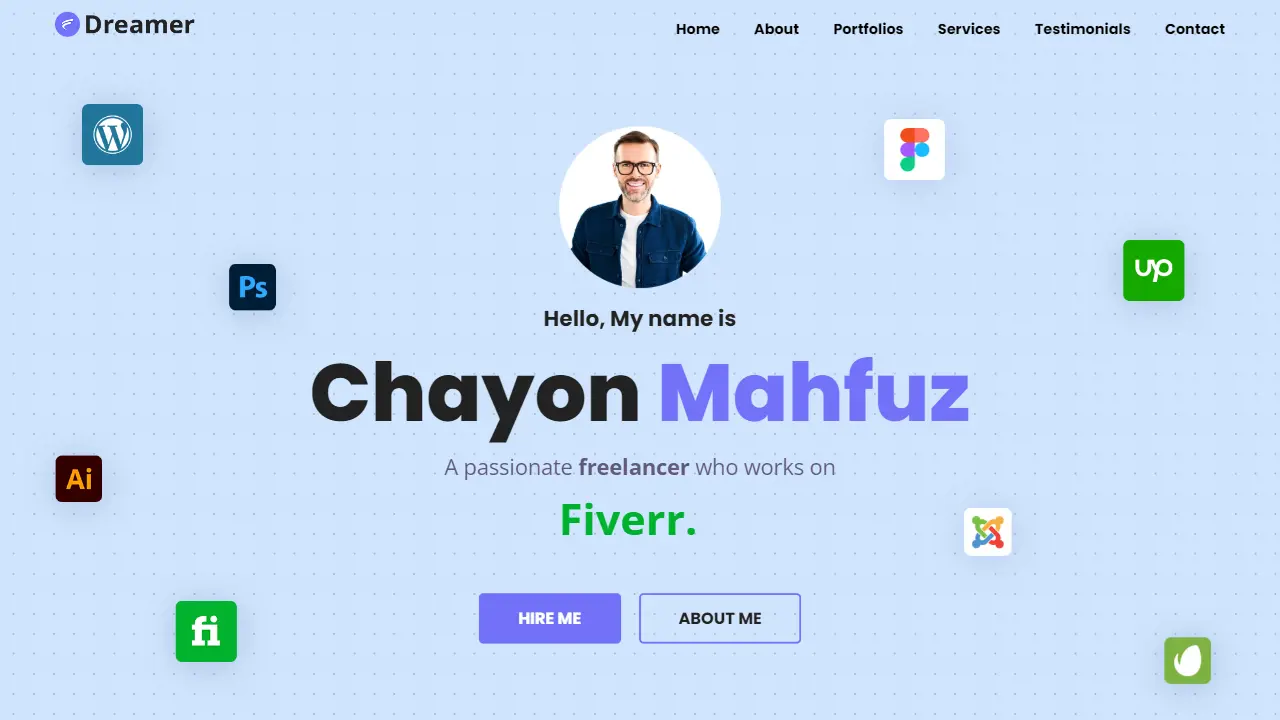 Dreamer
Home About Portfolios Services Testimonials Contact
Ps
up
Hello, My name is
Chayon Mahfuz
A passionate freelancer who works on
Ai
Fiverr.
HIRE ME
ABOUT ME
fi